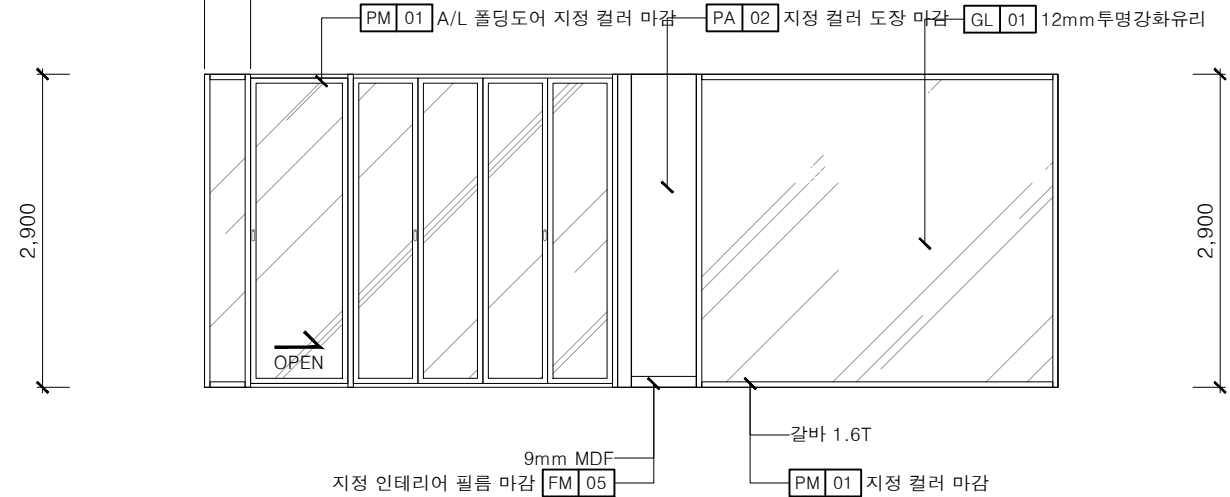 PM 01 A/L 폴딩도어 지정 컬러 마감
PA 02 지정 컬러 도장 마감
GL 01 12mm투명강화유리
2,900
2,900
OPEN
갈바 1.6T
9mm MDF
지정 인테리어 필름 마감 FM 05
PM 01 지정 컬러 마감